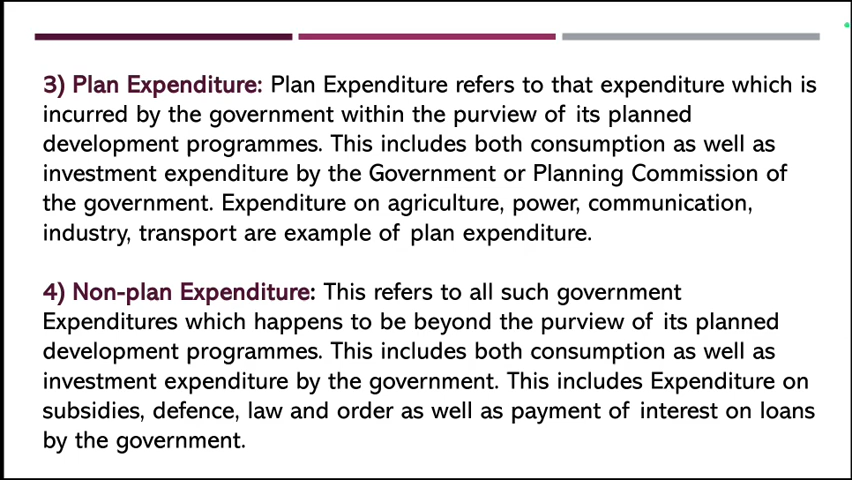 3) Plan Expenditure: Plan Expenditure refers to that expenditure which is
incurred by the government within the purview of its planned
development programmes. This includes both consumption as well as
investment expenditure by the Government or Planning Commission of
the government. Expenditure on agriculture, power, communication,
industry, transport are example of plan expenditure.
4) Non-plan Expenditure: This refers to all such government
Expenditures which happens to be beyond the purview of its planned
development programmes. This includes both consumption as well as
investment expenditure by the government. This includes Expenditure on
subsidies, defence, law and order as well as payment of interest on loans
by the government.